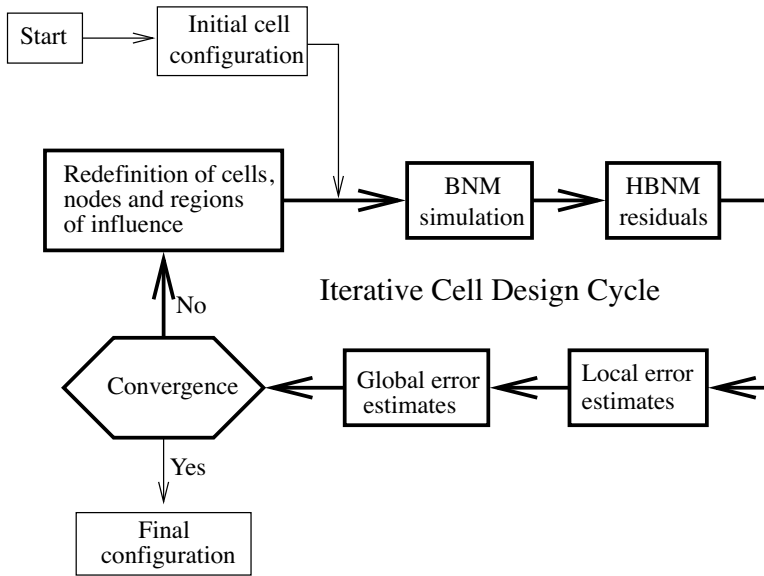 Start
Initial cell
configuration
Redefinition of cells,
nodes and regions
of influence
BNM
simulation
HBNM
residuals
No
Iterative Cell Design Cycle
Convergence
Global error
estimates
Local error
estimates
Yes
Final
configuration